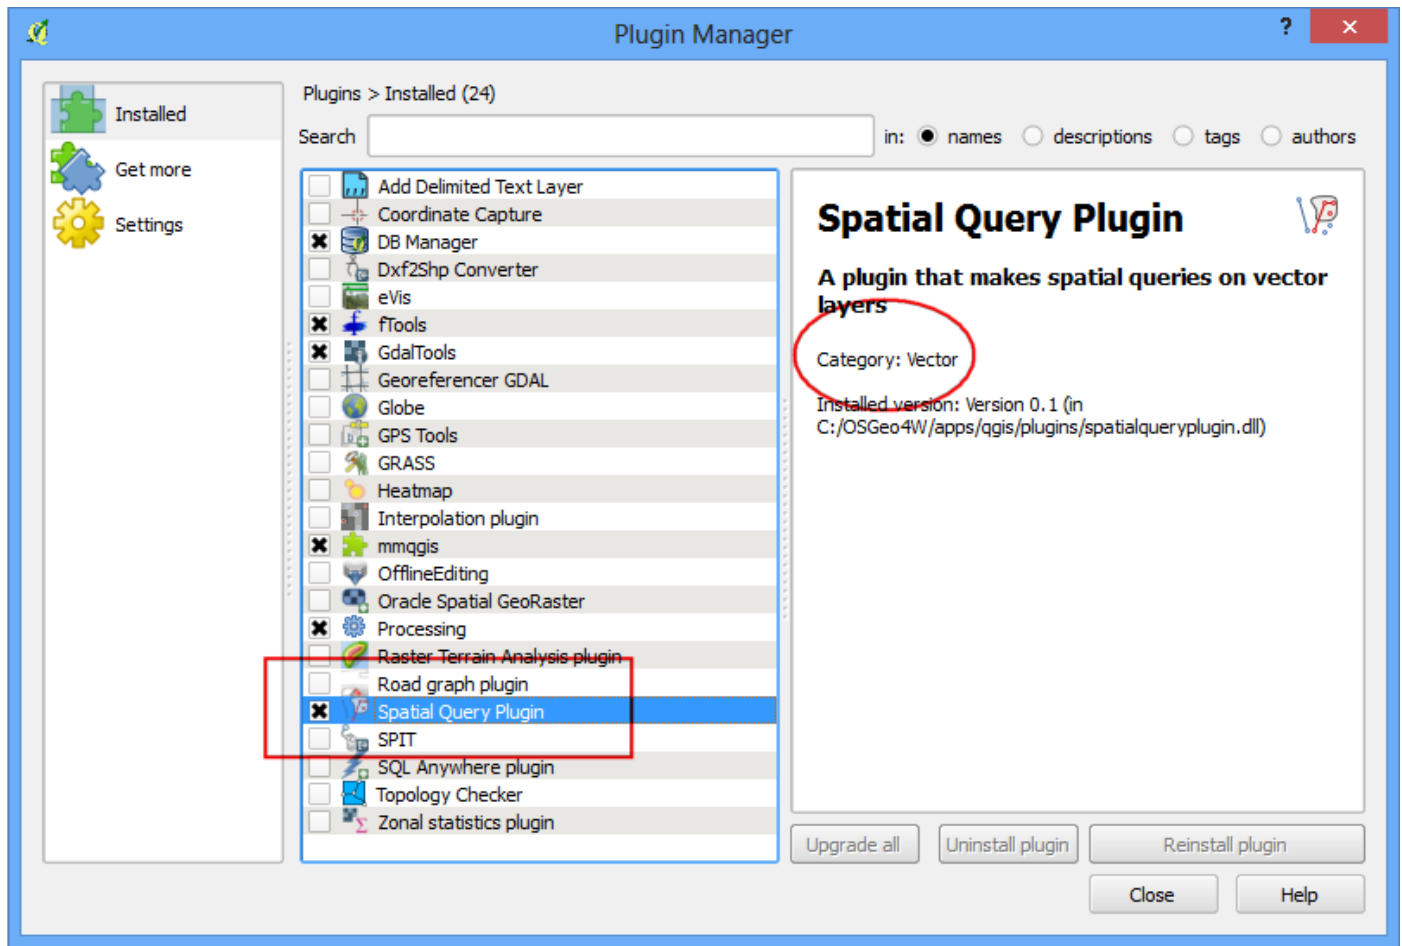 Plugin Manager
?
Installed
Get more
Settings
Plugins > Installed (24)
Search
in: names descriptions tags authors
Add Delimited Text Layer
Coordinate Capture
DB Manager
Dxf2Shp Converter
eVis
fTools
GdalTools
Georeferencer GDAL
Globe
GPS Tools
GRASS
Heatmap
Interpolation plugin
mmqgis
OfflineEditing
Oracle Spatial GeoRaster
Processing
Raster Terrain Analysis plugin
Road graph plugin
Spatial Query Plugin
SPIT
SQL Anywhere plugin
Topology Checker
Zonal statistics plugin
Spatial Query Plugin
A plugin that makes spatial queries on vector
layers
Category: Vector
Installed version: Version 0.1 (in
C:/OSGeo4W/apps/qgis/plugins/spatialqueryplugin.dll)
Upgrade all
Uninstall plugin
Reinstall plugin
Close
Help